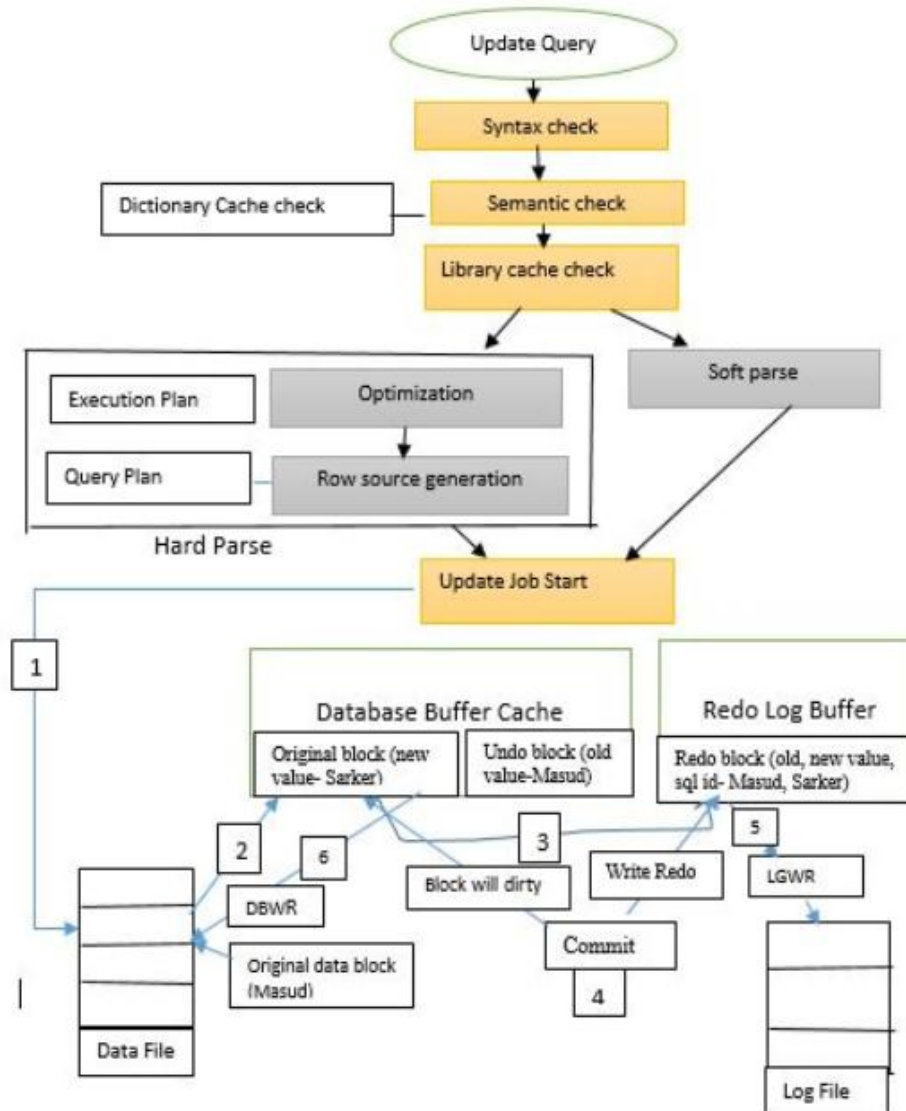 Update Query
Syntax check
Dictionary Cache check
Semantic check
Library cache check
Execution Plan
Optimization
Soft parse
Query Plan
Row source generation
Hard Parse
Update Job Start
1
Database Buffer Cache
Redo Log Buffer
Original block (new
value- Sarker)
Undo block (old
value-Masud)
Redo block (old, new value,
sql id- Masud, Sarker)
2
6
3
5
DBWR
Block will dirty
Write Redo
LGWR
Original data block
(Masud)
Commit
4
Data File
Log File